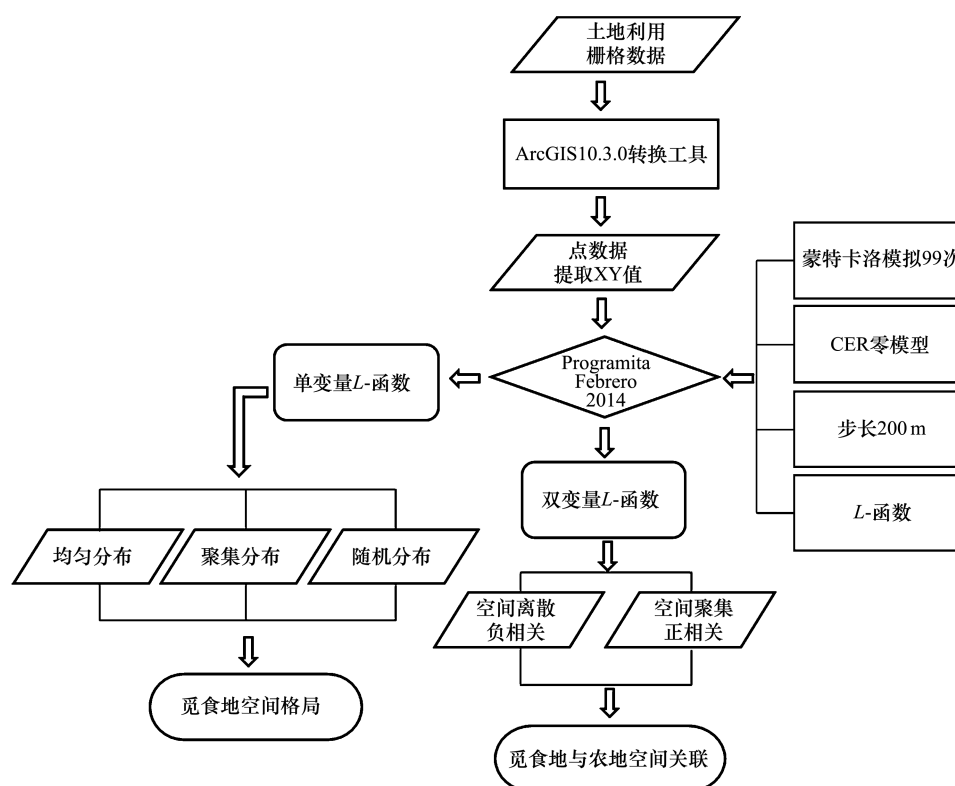 土地利用
栅格数据
ArcGIS10.3.0转换工具
点数据
提取XY值
蒙特卡洛模拟99次
CER零模型
步长200 m
L-函数
Programita
Febrero
2014
单变量L-函数
双变量L-函数
均匀分布
聚集分布
随机分布
空间离散
负相关
空间聚集
正相关
觅食地空间格局
觅食地与农地空间关联